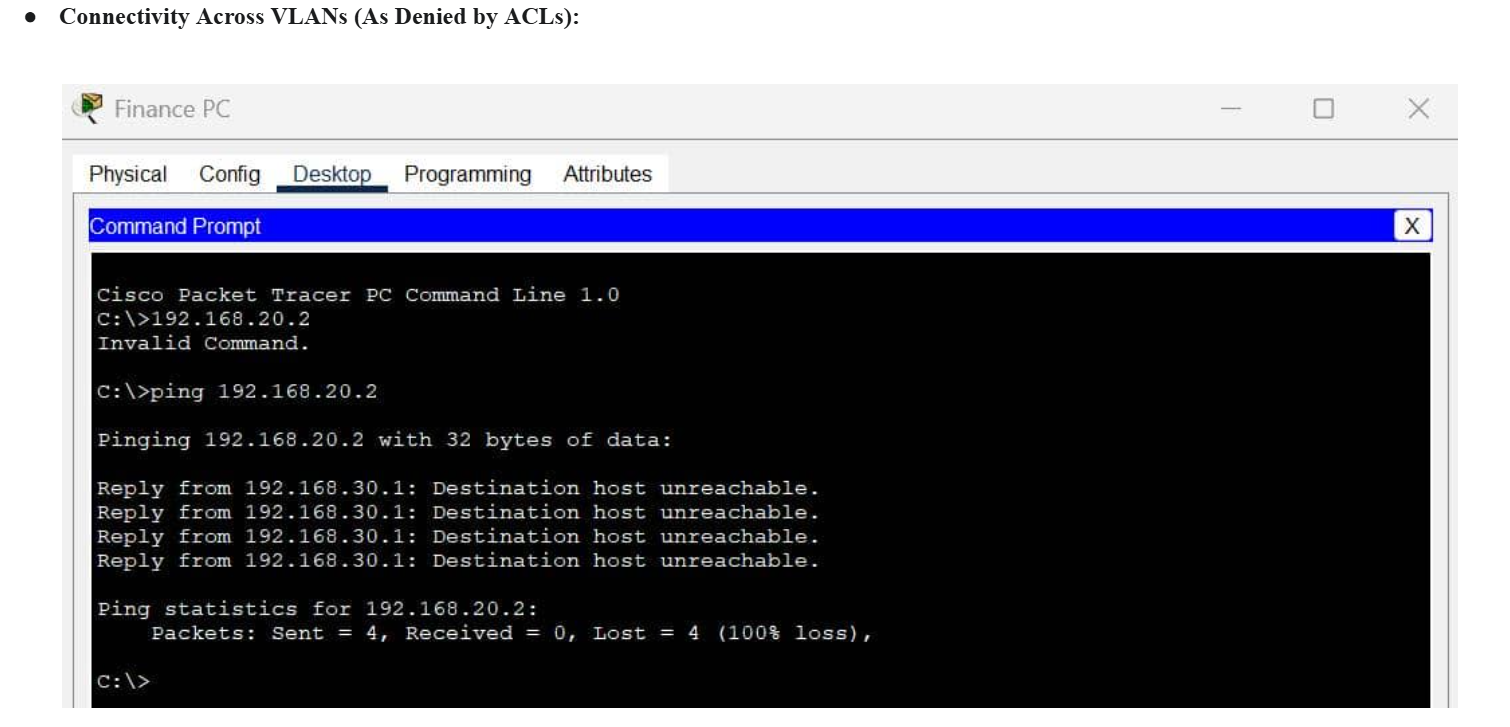 ● Connectivity Across VLANs (As Denied by ACLs):
Finance PC
Physical Config Desktop Programming Attributes
Command Prompt X
Cisco Packet Tracer PC Command Line 1.0
C:\>192.168.20.2
Invalid Command.
C:\>ping 192.168.20.2
Pinging 192.168.20.2 with 32 bytes of data:
Reply from 192.168.30.1: Destination host unreachable.
Reply from 192.168.30.1: Destination host unreachable.
Reply from 192.168.30.1: Destination host unreachable.
Reply from 192.168.30.1: Destination host unreachable.
Ping statistics for 192.168.20.2:
Packets: Sent = 4, Received = 0, Lost = 4 (100% loss),
C:\>